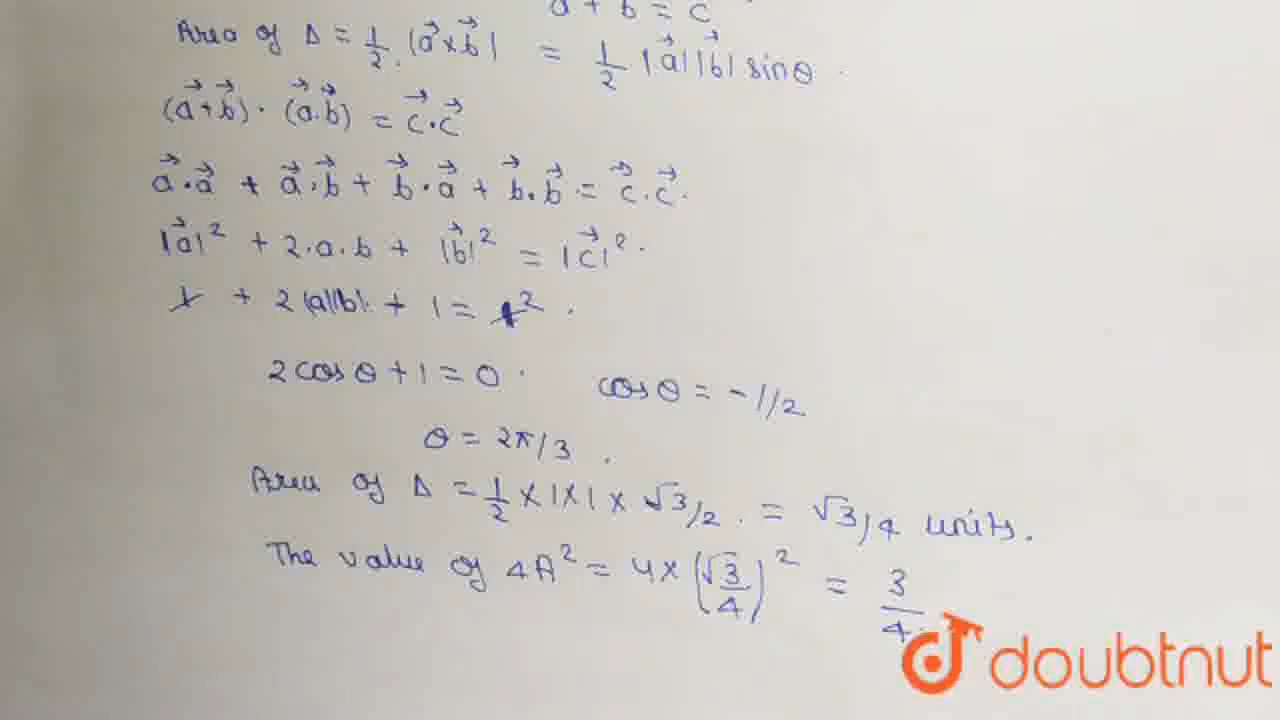 a + b = c
Area of Δ = 1/2 . |a⃗ × b⃗| = 1/2 |a⃗||b⃗| sinθ .
(a⃗+b⃗) . (a⃗.b⃗) = c⃗.c⃗
a⃗.a⃗ + a⃗.b⃗ + b⃗.a⃗ + b⃗.b⃗ = c⃗.c⃗.
|a⃗|² + 2.a.b + |b⃗|² = |c⃗|².
1 + 2|a||b|. + 1 = 1² .
2cosθ+1=0 . cosθ = -1/2
θ = 2π/3 .
Area of Δ = 1/2 ×1×1× √3/2 . = √3/4 units.
The value of 4A² = 4×(√3/4)² = 3/4.
doubtnut